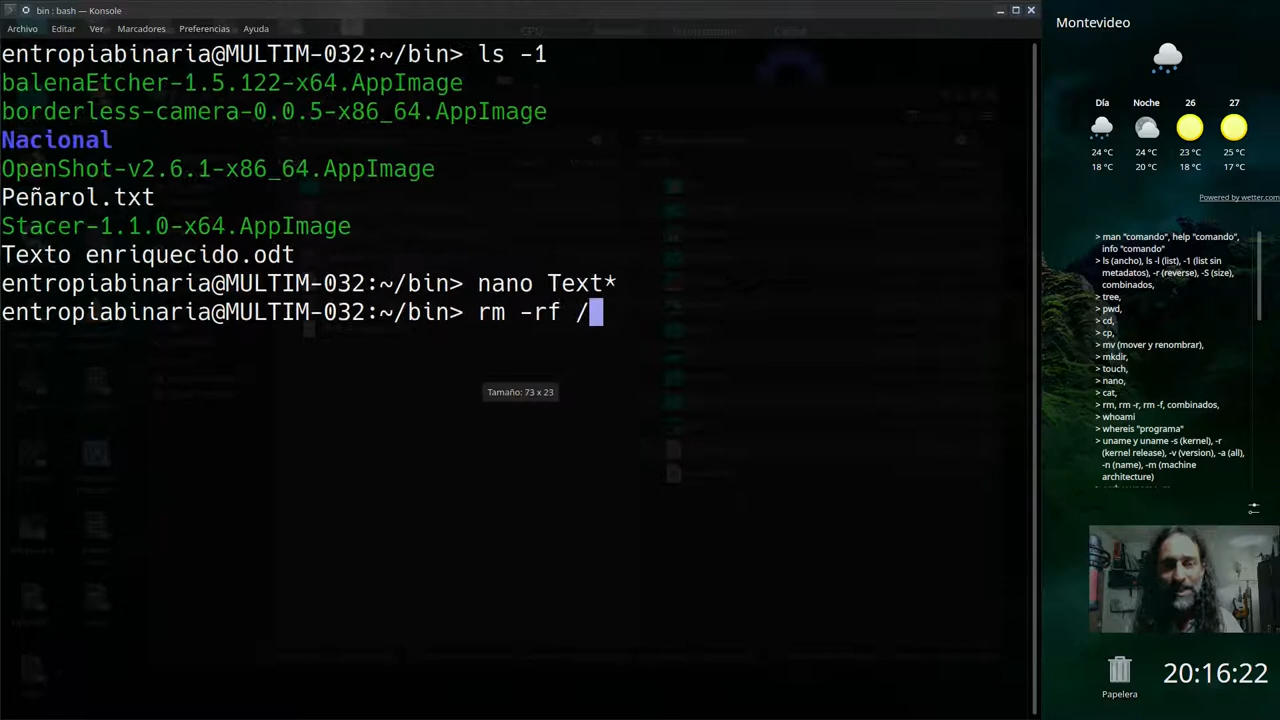 bin : bash — Konsole
Archivo Editar Ver Marcadores Preferencias Ayuda
entropiabinaria@MULTIM-032:~/bin> ls -1
balenaEtcher-1.5.122-x64.AppImage
borderless-camera-0.0.5-x86_64.AppImage
Nacional
OpenShot-v2.6.1-x86_64.AppImage
Peñarol.txt
Stacer-1.1.0-x64.AppImage
Texto enriquecido.odt
entropiabinaria@MULTIM-032:~/bin> nano Text*
entropiabinaria@MULTIM-032:~/bin> rm -rf /
Tamaño: 73 x 23
Montevideo
Día Noche 26 27
24 °C 24 °C 23 °C 25 °C
18 °C 20 °C 18 °C 17 °C
Powered by wetter.com
> man "comando", help "comando",
info "comando"
> ls (ancho), ls -l (list), -1 (list sin
metadatos), -r (reverse), -S (size),
combinados,
> tree,
> pwd,
> cd,
> cp,
> mv (mover y renombrar),
> mkdir,
> touch,
> nano,
> cat,
> rm, rm -r, rm -f, combinados,
> whoami
> whereis "programa"
> uname y uname -s (kernel), -r
(kernel release), -v (version), -a (all),
-n (name), -m (machine
architecture)
Papelera
20:16:22